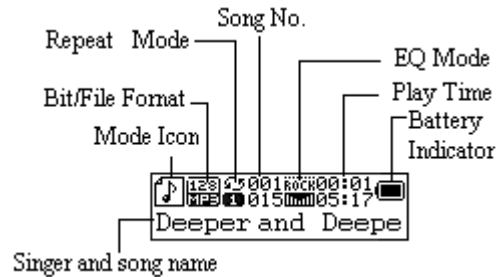 Song No.
Repeat Mode
EQ Mode
Bit/File Fornat
Play Time
Mode Icon
Battery
Indicator
128 001 ROCK 00:01
MP3 1 015 05:17
Deeper and Deepe
Singer and song name